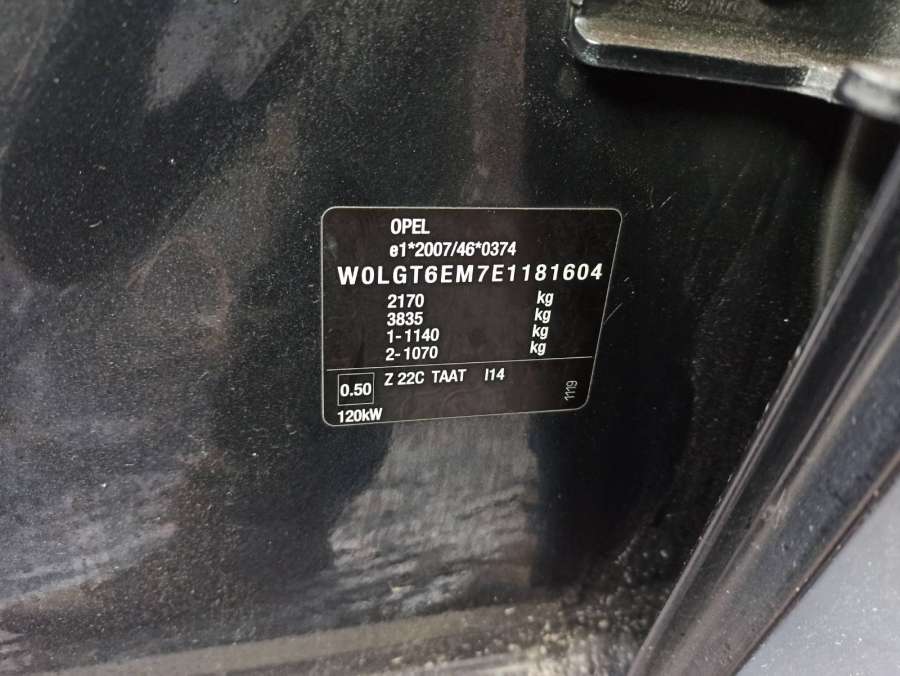 OPEL
e1*2007/46*0374
W0LGT6EM7E1181604
2170 kg
3835 kg
1-1140 kg
2-1070 kg
0.50 Z 22C TAAT I14
120kW
1119